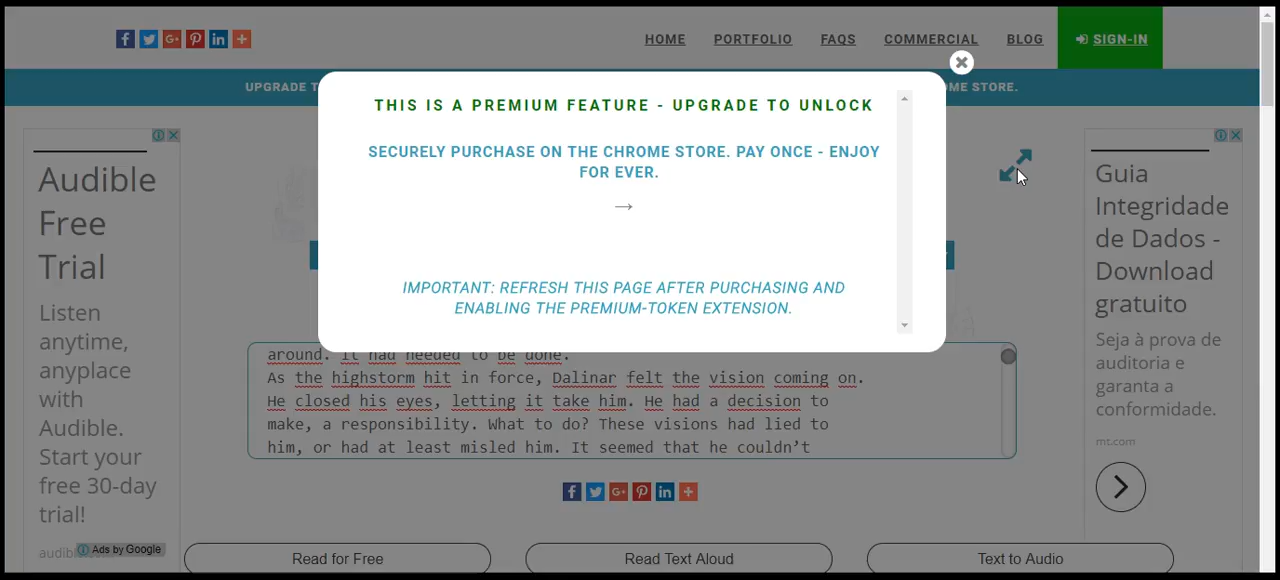 HOME PORTFOLIO FAQS COMMERCIAL BLOG SIGN-IN
UPGRADE T
OME STORE.
THIS IS A PREMIUM FEATURE - UPGRADE TO UNLOCK
SECURELY PURCHASE ON THE CHROME STORE. PAY ONCE - ENJOY
FOR EVER.
→
IMPORTANT: REFRESH THIS PAGE AFTER PURCHASING AND
ENABLING THE PREMIUM-TOKEN EXTENSION.
Audible
Free
Trial
Listen
anytime,
anyplace
with
Audible.
Start your
free 30-day
trial!
audib
Ads by Google
around. It had needed to be done.
As the highstorm hit in force, Dalinar felt the vision coming on.
He closed his eyes, letting it take him. He had a decision to
make, a responsibility. What to do? These visions had lied to
him, or had at least misled him. It seemed that he couldn’t
Guia
Integridade
de Dados -
Download
gratuito
Seja à prova de
auditoria e
garanta a
conformidade.
mt.com
Read for Free
Read Text Aloud
Text to Audio